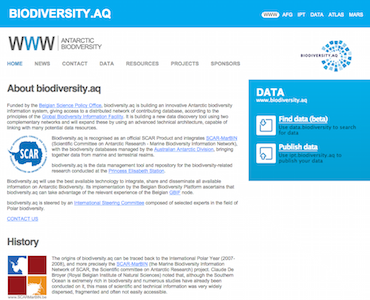 BIODIVERSITY.AQ
WWW AFG IPT DATA ATLAB MARS
WWW ANTARCTIC
BIODIVERSITY
BIODIVERSITY.AQ
HOME NEWS CONTACT DATA RESOURCES PROJECTS SPONSORS
About biodiversity.aq
Funded by the Belgian Science Policy Office, biodiversity.aq is building an innovative Antarctic biodiversity
information system, giving access to a distributed network of contributing database, according to the
principles of the Global Biodiversity Information Facility. It is building a new data discovery tool using two
complementary networks and will expand these by using an advanced technical architecture, capable of
linking with many potential data resources.
SCAR
Biodiversity.aq is recognised as an official SCAR Product and integrates SCAR-MarBIN
(Scientific Committee on Antarctic Research - Marine Biodiversity Information Network),
with the biodiversity databases managed by the Australian Antarctic Division, bringing
together data from marine and terrestrial realms.
biodiversity.aq is the data management tool and repository for the biodiversity-related
research conducted at the Princess Elisabeth Station.
Biodiversity.aq will use the best available technology to integrate, share and disseminate all available
information on Antarctic Biodiversity. Its implementation by the Belgian Biodiversity Platform ascertains that
biodiversity.aq can take advantage of the relevant experience of the Belgian GBIF node.
biodiversity.aq is steered by an International Steering Committee composed of selected experts in the field of
Polar biodiversity.
CONTACT US
DATA
www.biodiversity.aq
Find data (beta)
Use data.biodiversity.aq to search for
data
Publish data
Use ipt.biodiversity.aq to
publish your data
History
The origins of biodiversity.aq can be traced back to the International Polar Year (2007-
2008), and more precisely the SCAR-MarBIN (the Marine Biodiversity Information
Network of SCAR, the Scientific committee on Antarctic Research) project. Claude De
Broyer (Royal Belgian Institute of Natural Sciences) noted that, although the Southern
Ocean is extremely rich in biodiversity and numerous studies have already been
conducted on it, this mass of scientific and technical information was very widely
dispersed, fragmented and often not easily accessible.